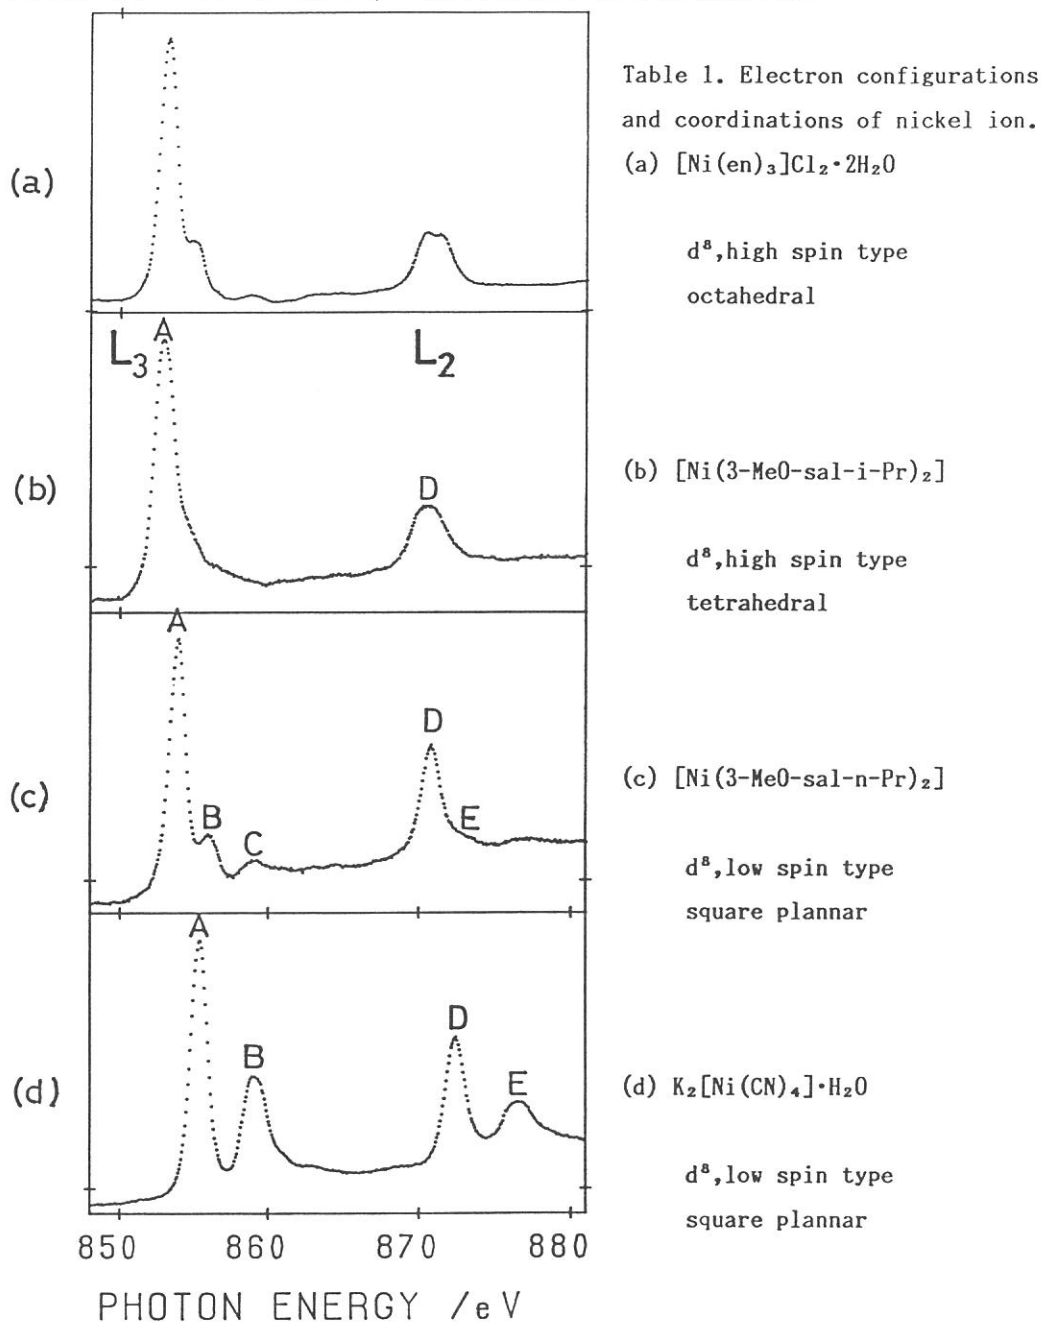 Table 1. Electron configurations
and coordinations of nickel ion.
(a)
(a) [Ni(en)₃]Cl₂·2H₂O
d⁸,high spin type
octahedral
A
L₃
L₂
(b)
D
(b) [Ni(3-MeO-sal-i-Pr)₂]
d⁸,high spin type
tetrahedral
A
(c)
D
B
C
E
(c) [Ni(3-MeO-sal-n-Pr)₂]
d⁸,low spin type
square plannar
A
(d)
B
D
E
(d) K₂[Ni(CN)₄]·H₂O
d⁸,low spin type
square plannar
850 860 870 880
PHOTON ENERGY /eV